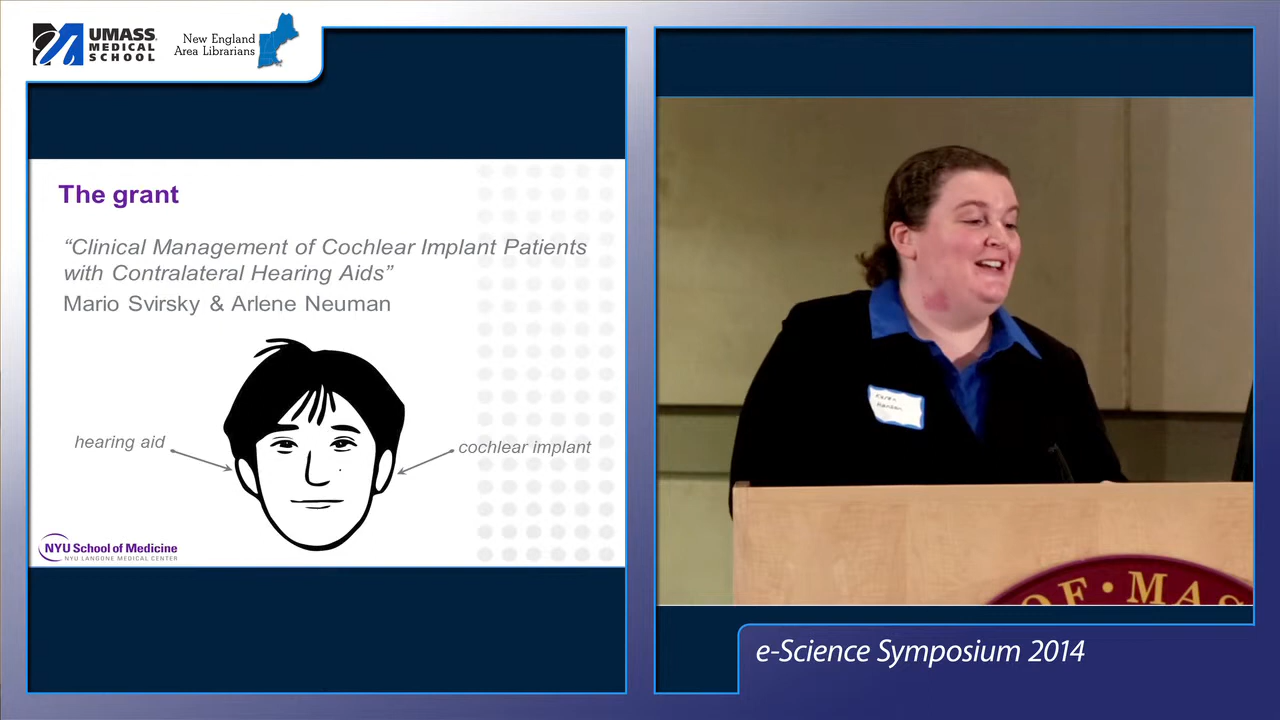 UMASS
MEDICAL
SCHOOL
New England
Area Librarians
The grant
“Clinical Management of Cochlear Implant Patients
with Contralateral Hearing Aids”
Mario Svirsky & Arlene Neuman
hearing aid
cochlear implant
NYU School of Medicine
NYU LANGONE MEDICAL CENTER
OF • MAS
e-Science Symposium 2014